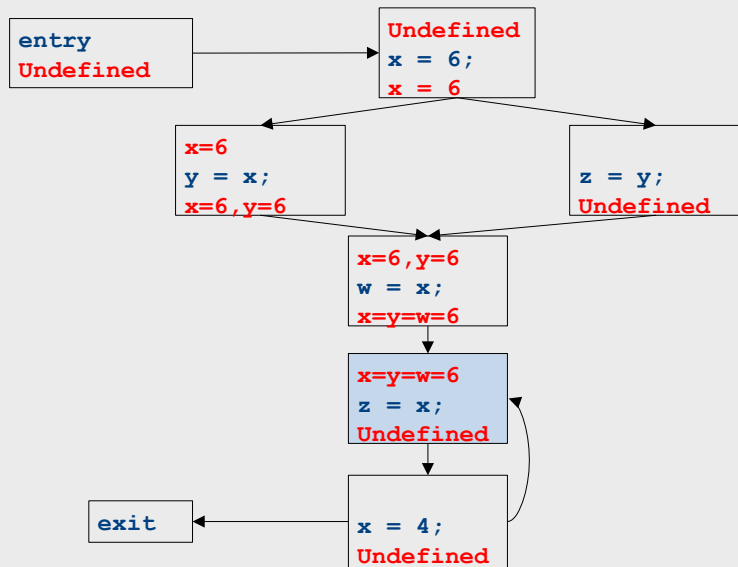 entry
Undefined
Undefined
x = 6;
x = 6
x=6
y = x;
x=6,y=6
z = y;
Undefined
x=6,y=6
w = x;
x=y=w=6
x=y=w=6
z = x;
Undefined
exit
x = 4;
Undefined